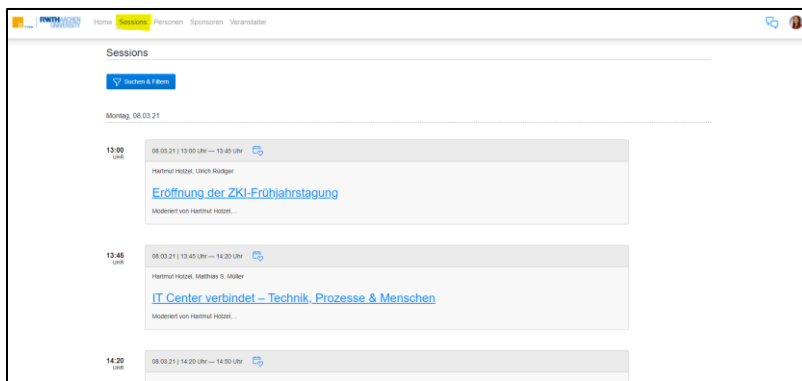 RWTHAACHEN
UNIVERSITY
Home Sessions Personen Sponsoren Veranstalter
Sessions
Suchen & Filtern
Montag, 08.03.21
13:00
UHR
08.03.21 | 13:00 Uhr — 13:45 Uhr
Hartmut Hotzel, Ulrich Rüdiger
Eröffnung der ZKI-Frühjahrstagung
Moderiert von Hartmut Hotzel...
13:45
UHR
08.03.21 | 13:45 Uhr — 14:20 Uhr
Hartmut Hotzel, Matthias S. Müller
IT Center verbindet – Technik, Prozesse & Menschen
Moderiert von Hartmut Hotzel...
14:20
UHR
08.03.21 | 14:20 Uhr — 14:50 Uhr